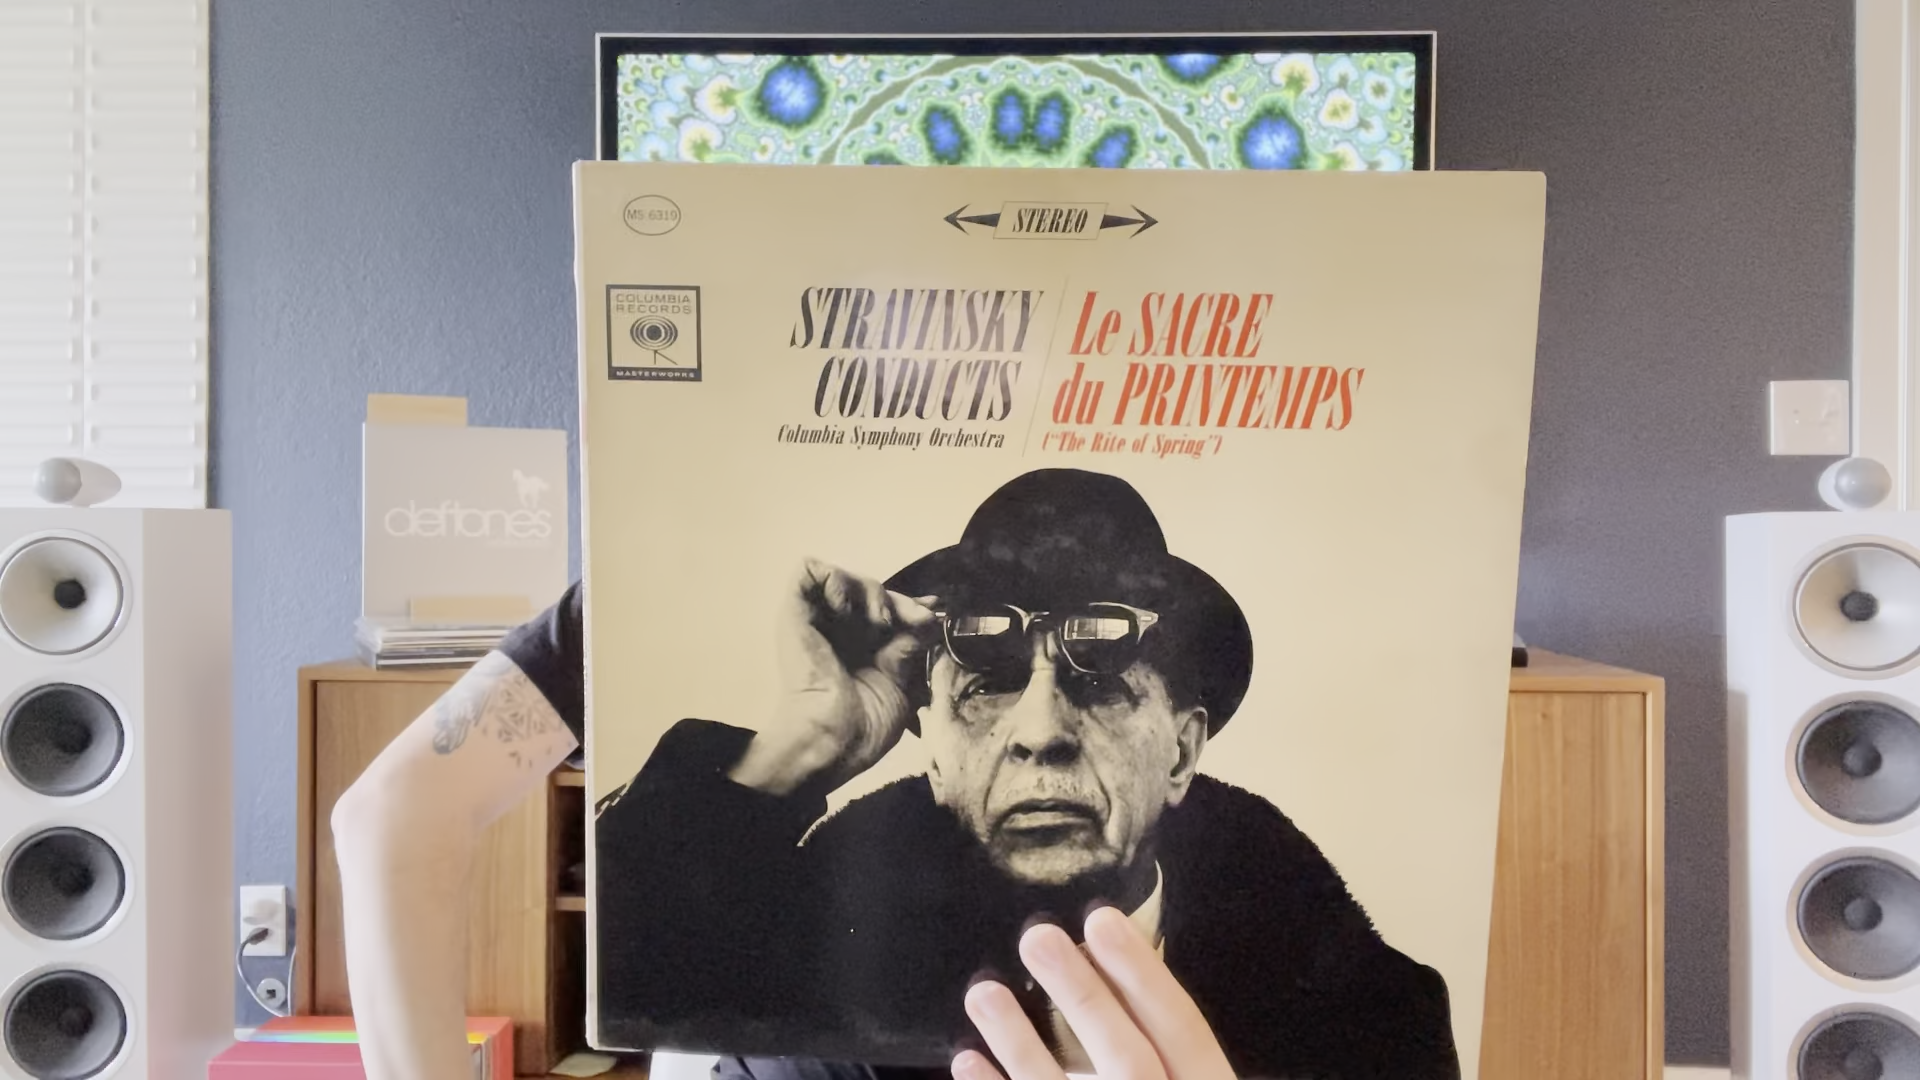 MS 6319
STEREO
COLUMBIA
RECORDS
MASTERWORKS
STRAVINSKY
CONDUCTS
Columbia Symphony Orchestra
Le SACRE
du PRINTEMPS
("The Rite of Spring")
deftones